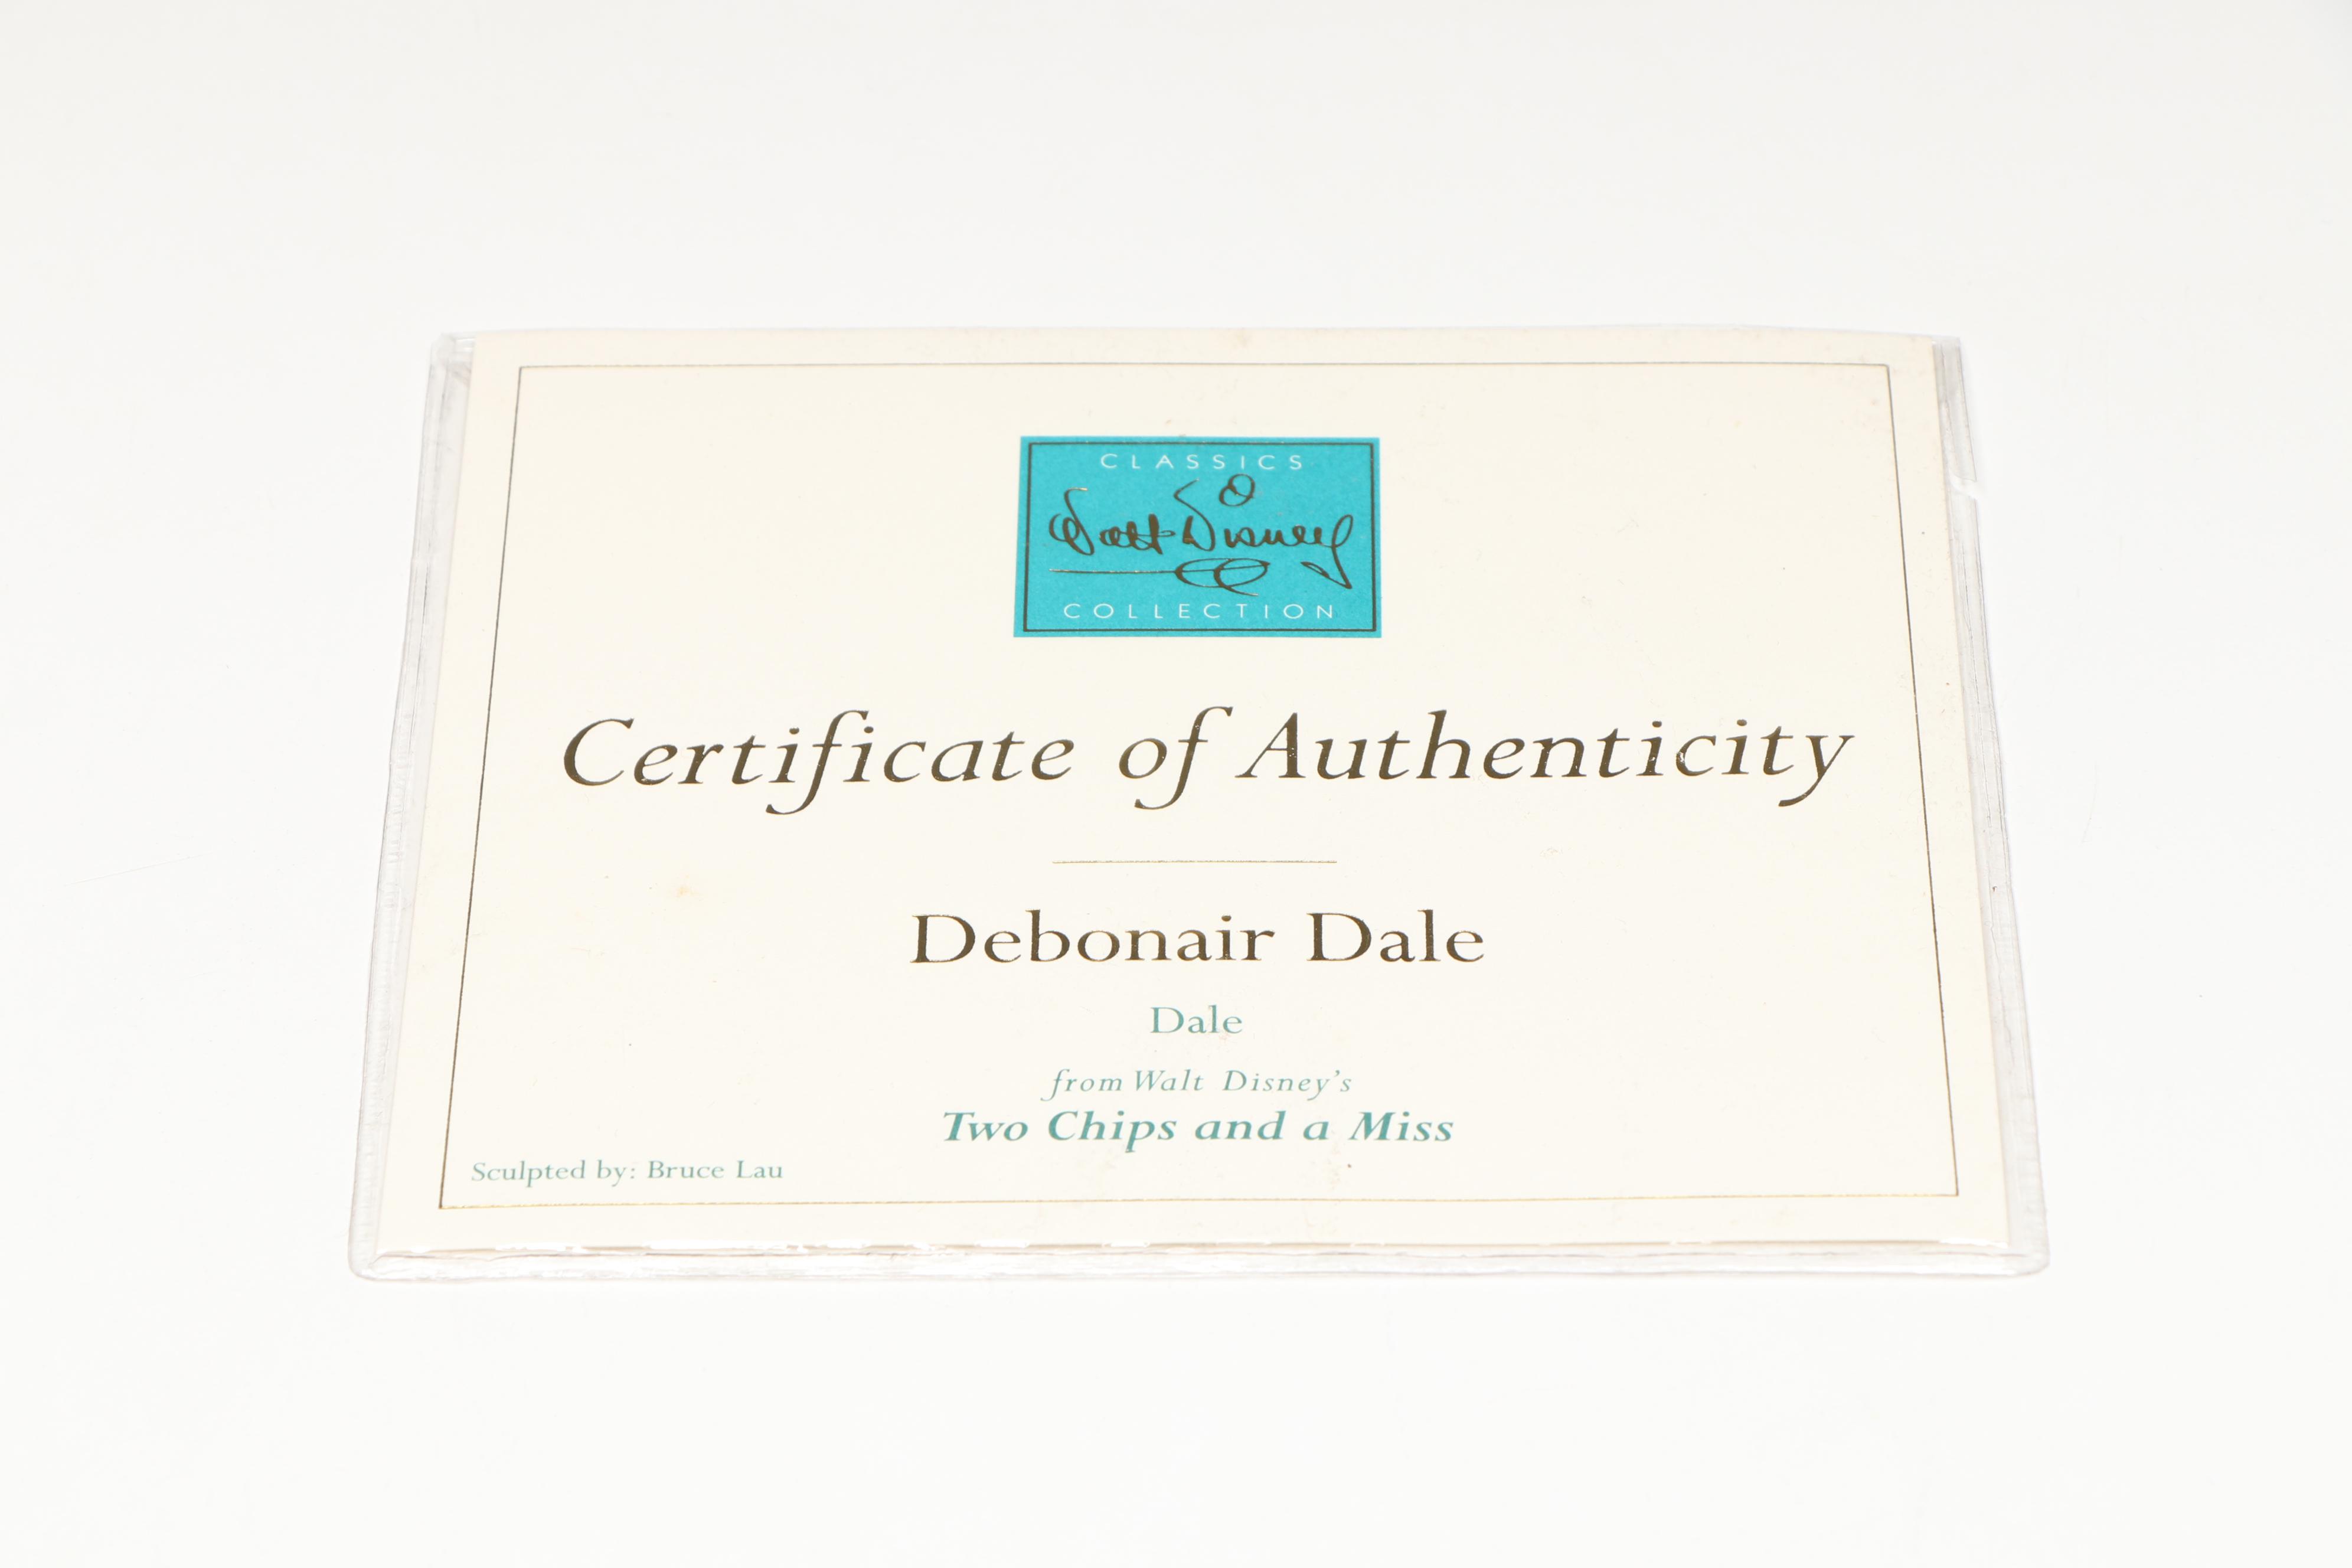 CLASSICS
Walt Disney
COLLECTION
Certificate of Authenticity
Debonair Dale
Dale
from Walt Disney's
Two Chips and a Miss
Sculpted by: Bruce Lau